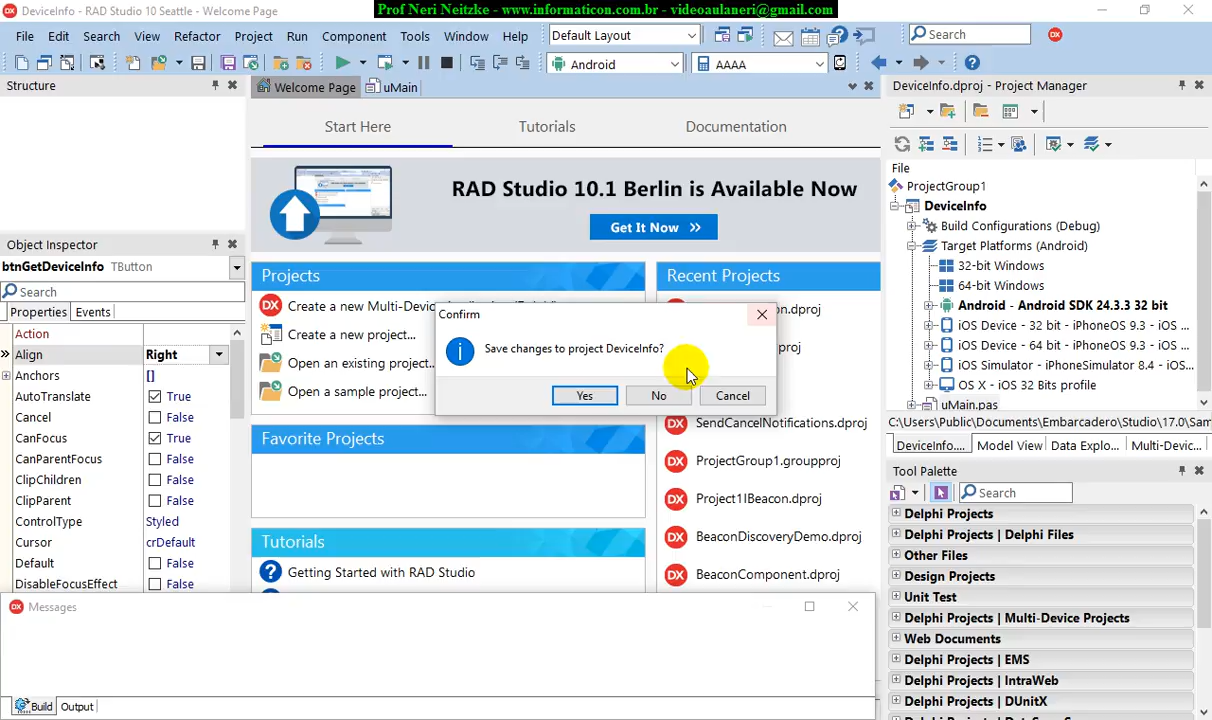 DeviceInfo - RAD Studio 10 Seattle - Welcome Page
Prof Neri Neitzke - www.informaticon.com.br - videoaulaneri@gmail.com
File Edit Search View Refactor Project Run Component Tools Window Help
Default Layout
Search
Android
AAAA
Structure
Welcome Page
uMain
DeviceInfo.dproj - Project Manager
Start Here
Tutorials
Documentation
RAD Studio 10.1 Berlin is Available Now
Get It Now >>
File
ProjectGroup1
DeviceInfo
Build Configurations (Debug)
Target Platforms (Android)
32-bit Windows
64-bit Windows
Android - Android SDK 24.3.3 32 bit
iOS Device - 32 bit - iPhoneOS 9.3 - iOS ...
iOS Device - 64 bit - iPhoneOS 9.3 - iOS ...
iOS Simulator - iPhoneSimulator 8.4 - iOS ...
OS X - iOS 32 Bits profile
uMain.pas
C:\Users\Public\Documents\Embarcadero\Studio\17.0\Sam
DeviceInfo....
Model View
Data Explo...
Multi-Devic...
Object Inspector
btnGetDeviceInfo TButton
Search
Properties
Events
Action
Align Right
Anchors []
AutoTranslate True
Cancel False
CanFocus True
CanParentFocus False
ClipChildren False
ClipParent False
ControlType Styled
Cursor crDefault
Default False
DisableFocusEffect False
Projects
Create a new Multi-Devic
Create a new project...
Open an existing project..
Open a sample project...
Favorite Projects
Tutorials
Getting Started with RAD Studio
Recent Projects
on.dproj
proj
SendCancelNotifications.dproj
ProjectGroup1.groupproj
Project1IBeacon.dproj
BeaconDiscoveryDemo.dproj
BeaconComponent.dproj
Confirm
Save changes to project DeviceInfo?
Yes
No
Cancel
Messages
Build
Output
Tool Palette
Search
Delphi Projects
Delphi Projects | Delphi Files
Other Files
Design Projects
Unit Test
Delphi Projects | Multi-Device Projects
Web Documents
Delphi Projects | EMS
Delphi Projects | IntraWeb
Delphi Projects | DUnitX